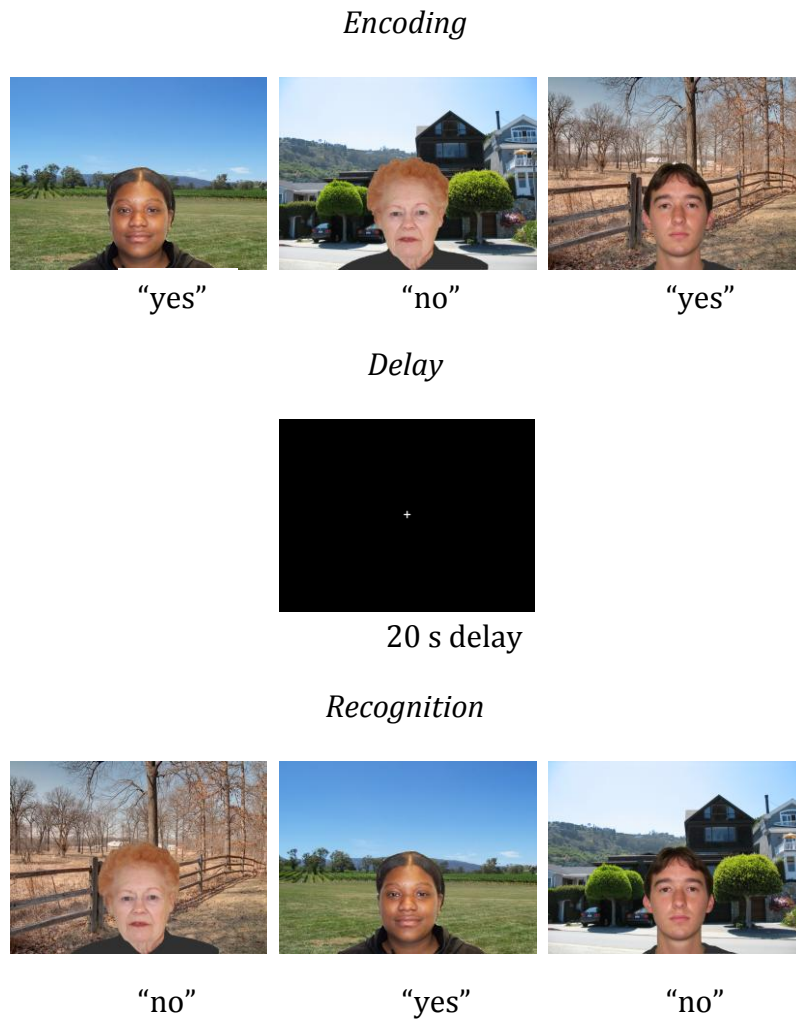 Encoding
“yes”
“no”
“yes”
Delay
20 s delay
Recognition
“no”
“yes”
“no”